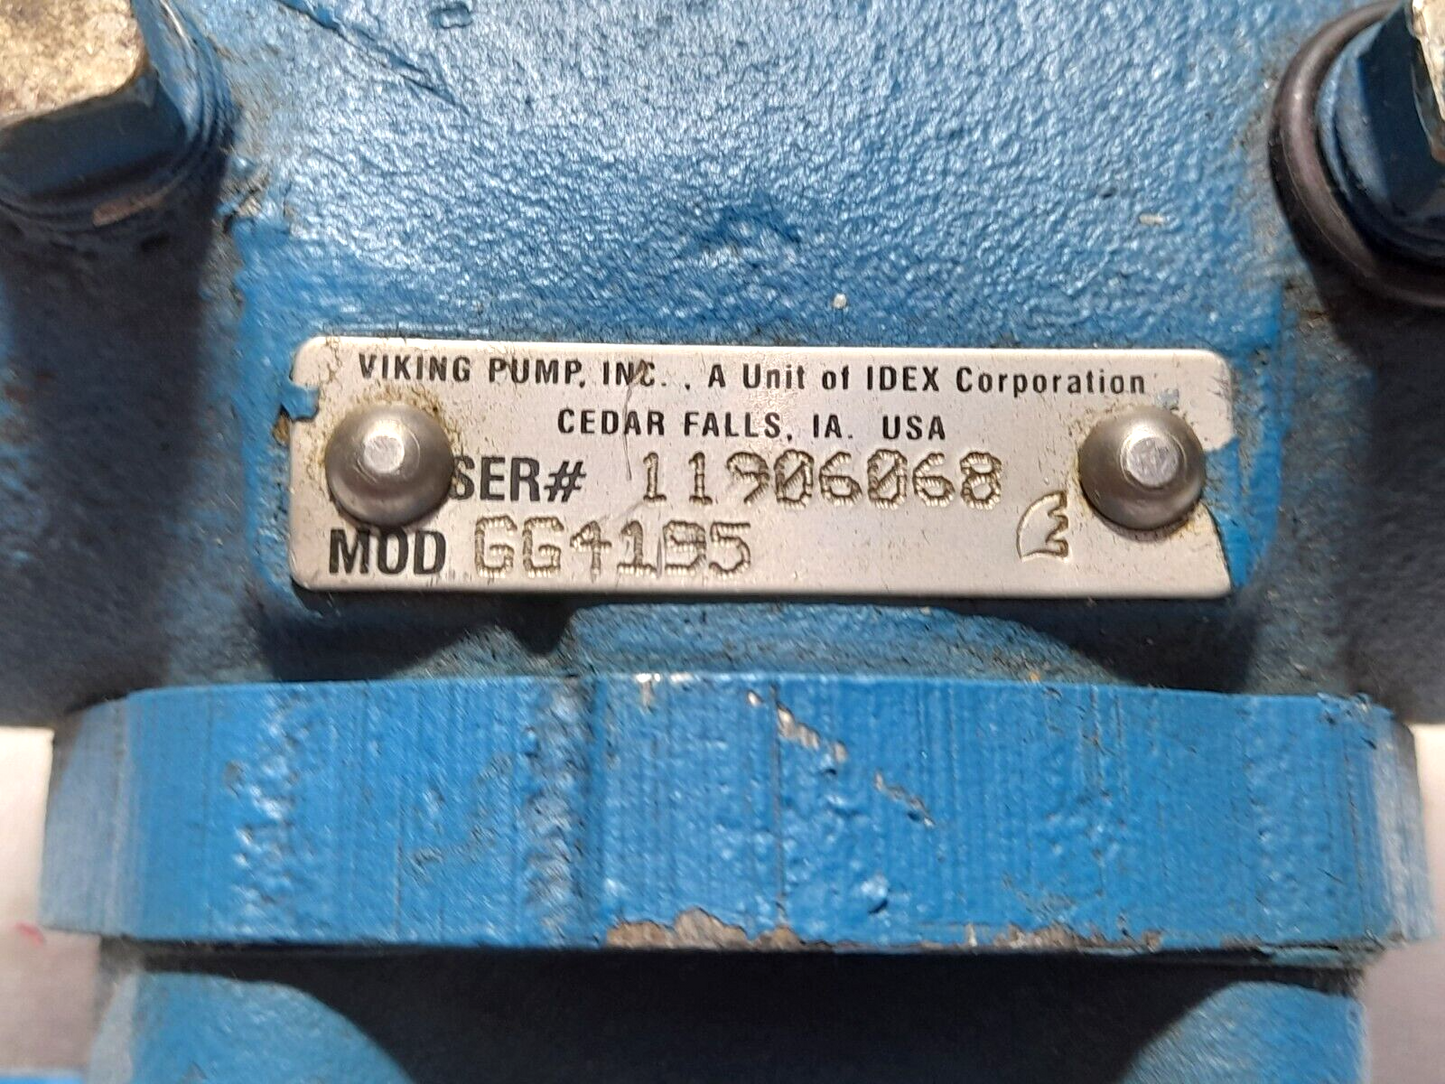 VIKING PUMP, INC. , A Unit of IDEX Corporation
CEDAR FALLS, IA. USA
SER# 11906068
MOD GG4195